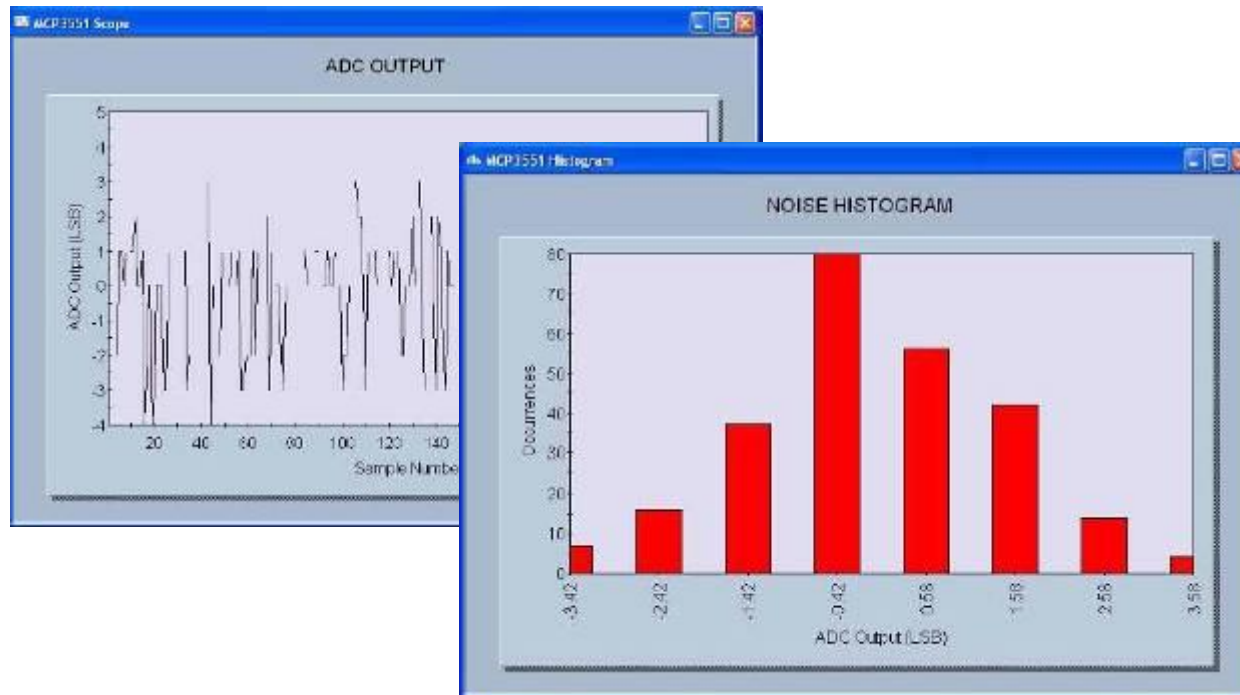 MCP3551 Scope
ADC OUTPUT
5
4
3
2
1
0
-1
-2
-3
-4
ADC Output (LSB)
20 40 60 80 100 120 140
Sample Numbe
MCP3551 Histogram
NOISE HISTOGRAM
80
70
60
50
40
30
20
10
0
Occurrences
-3.42 -2.42 -1.42 -0.42 0.58 1.58 2.58 3.58
ADC Output (LSB)